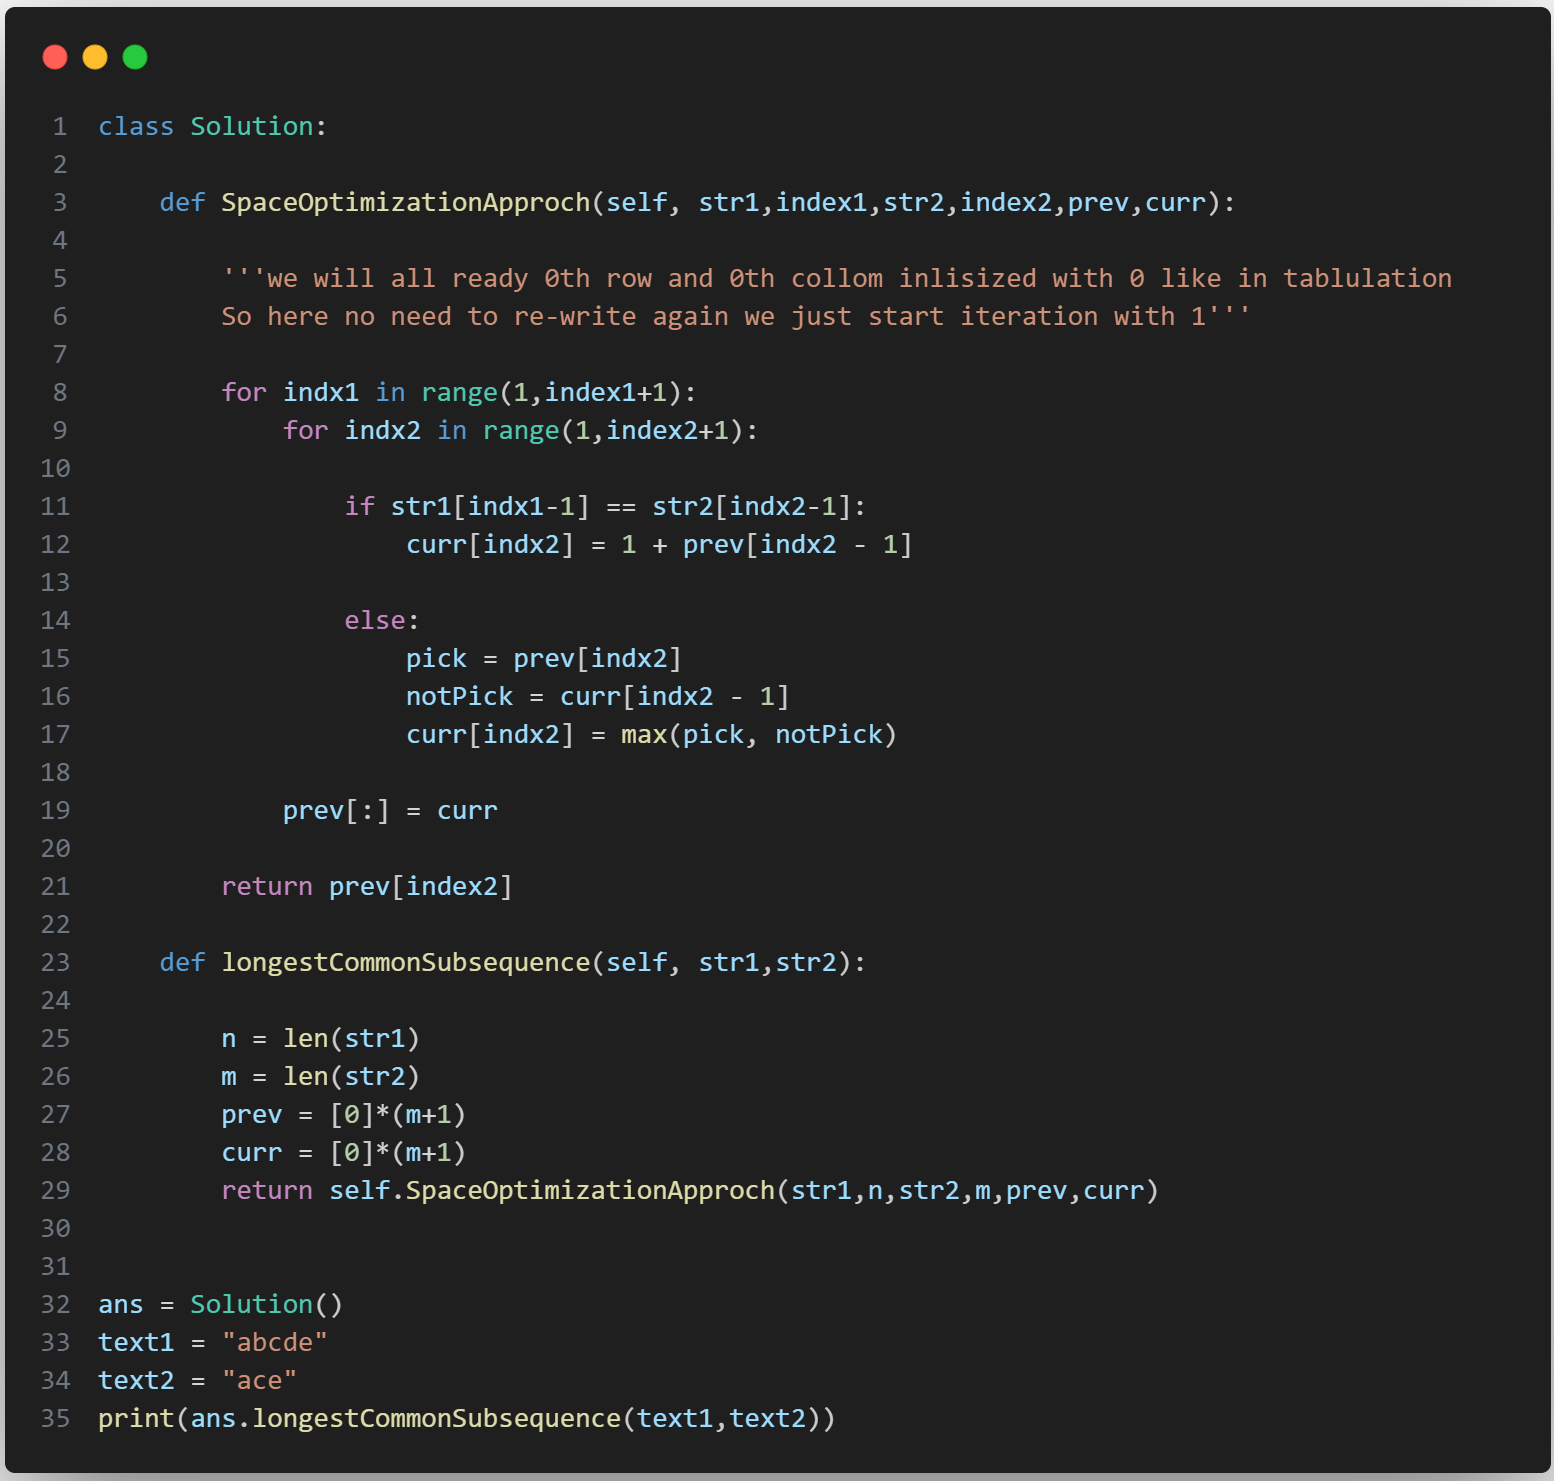 1 class Solution:
2
3     def SpaceOptimizationApproch(self, str1,index1,str2,index2,prev,curr):
4
5         '''we will all ready 0th row and 0th collom inlisized with 0 like in tablulation
6         So here no need to re-write again we just start iteration with 1'''
7
8         for indx1 in range(1,index1+1):
9             for indx2 in range(1,index2+1):
10
11                 if str1[indx1-1] == str2[indx2-1]:
12                     curr[indx2] = 1 + prev[indx2 - 1]
13
14                 else:
15                     pick = prev[indx2]
16                     notPick = curr[indx2 - 1]
17                     curr[indx2] = max(pick, notPick)
18
19             prev[:] = curr
20
21         return prev[index2]
22
23     def longestCommonSubsequence(self, str1,str2):
24
25         n = len(str1)
26         m = len(str2)
27         prev = [0]*(m+1)
28         curr = [0]*(m+1)
29         return self.SpaceOptimizationApproch(str1,n,str2,m,prev,curr)
30
31
32 ans = Solution()
33 text1 = "abcde"
34 text2 = "ace"
35 print(ans.longestCommonSubsequence(text1,text2))